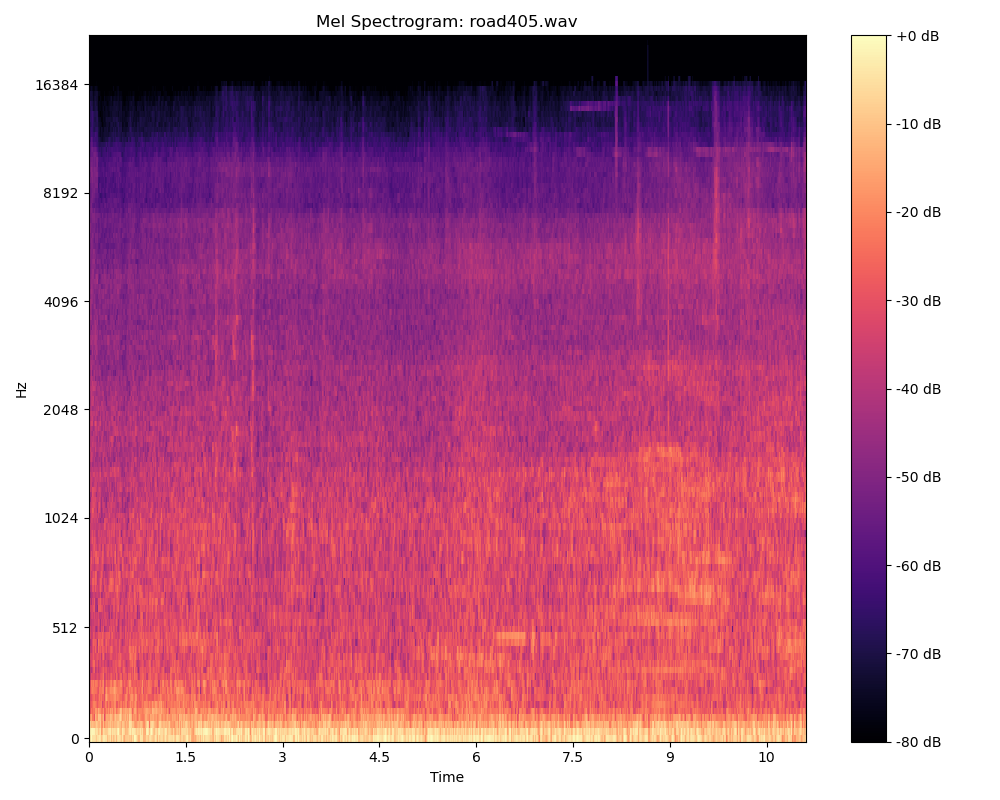 Mel Spectrogram: road405.wav
+0 dB
16384
-10 dB
8192
-20 dB
4096
-30 dB
Hz
-40 dB
2048
-50 dB
1024
-60 dB
512
-70 dB
0
-80 dB
0 1.5 3 4.5 6 7.5 9 10
Time